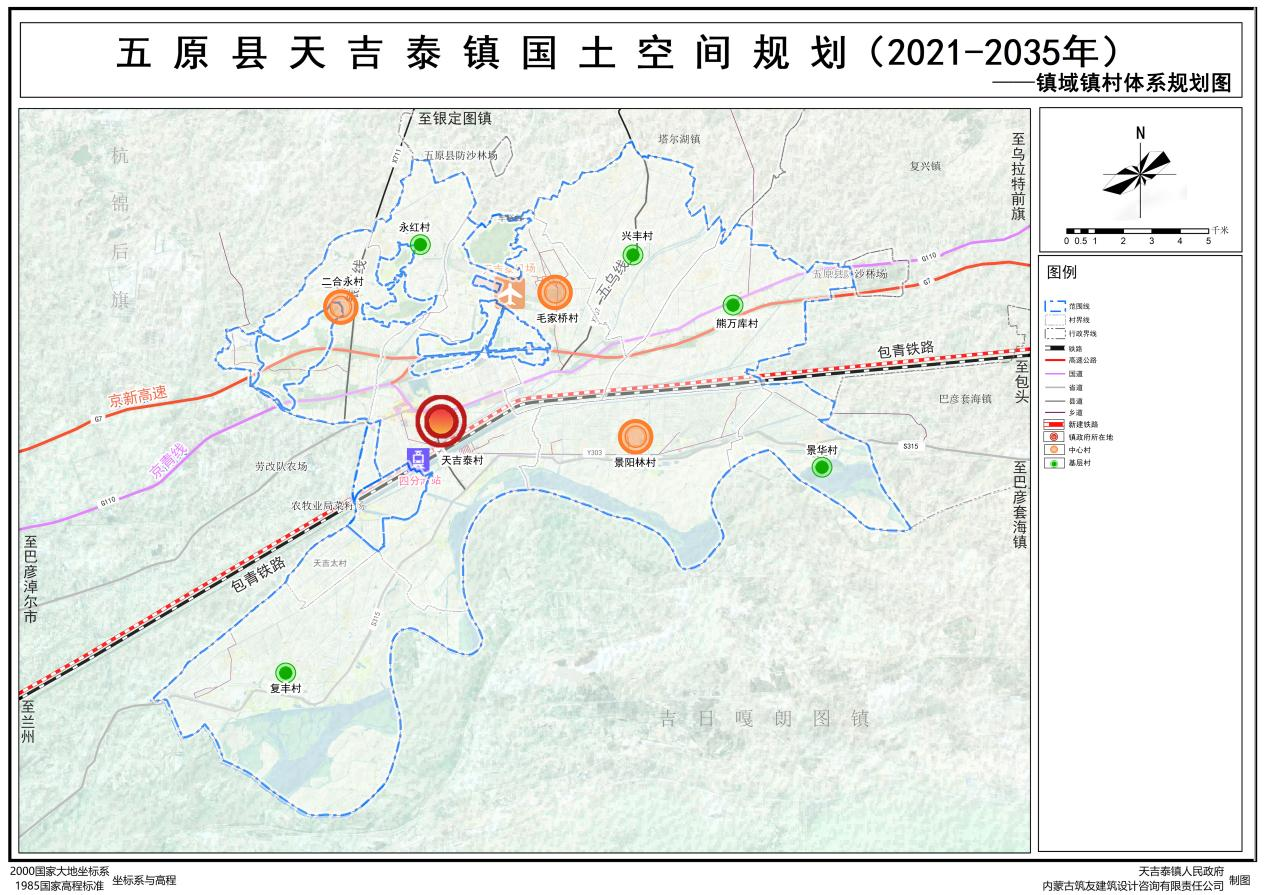 五原县天吉泰镇国土空间规划（2021-2035年）
——镇域镇村体系规划图
至银定图镇
塔尔湖镇
五原县防沙林场
X711
复兴镇
至乌拉特前旗
杭锦后旗
永红村
兴丰村
G110
G7
五原县
沙林场
二合永村
线
五乌线
毛家桥村
熊万库村
包青铁路
至包头
京新高速
G7
巴彦套海镇
京青线
天吉泰村
Y303
景阳林村
景华村
S315
劳改队农场
四分
站
G110
农牧业局菜籽
至巴彦套海镇
至巴彦淖尔市
包青铁路
天吉太村
S315
复丰村
至兰州
吉日嘎朗图镇
N
0 0.5 1 2 3 4 5 千米
图例
范围线
村界线
行政界线
铁路
高速公路
国道
省道
县道
乡道
新建铁路
镇政府所在地
中心村
基层村
2000国家大地坐标系
1985国家高程标准
坐标系与高程
天吉泰镇人民政府
内蒙古筑友建筑设计咨询有限责任公司
制图